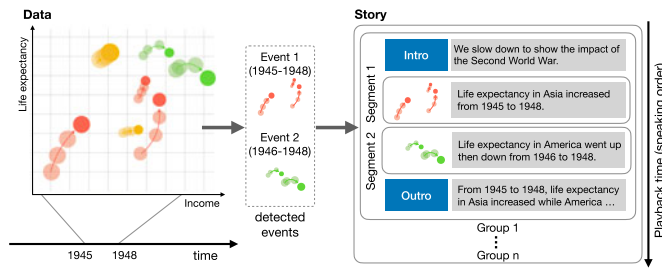 Data
Life expectancy
Income
1945
1948
time
Event 1
(1945-1948)
Event 2
(1946-1948)
detected
events
Story
Segment 1
Segment 2
Intro
We slow down to show the impact of
the Second World War.
Life expectancy in Asia increased
from 1945 to 1948.
Life expectancy in America went up
then down from 1946 to 1948.
Outro
From 1945 to 1948, life expectancy
in Asia increased while America ...
Group 1
Group n
Playback time (speaking order)